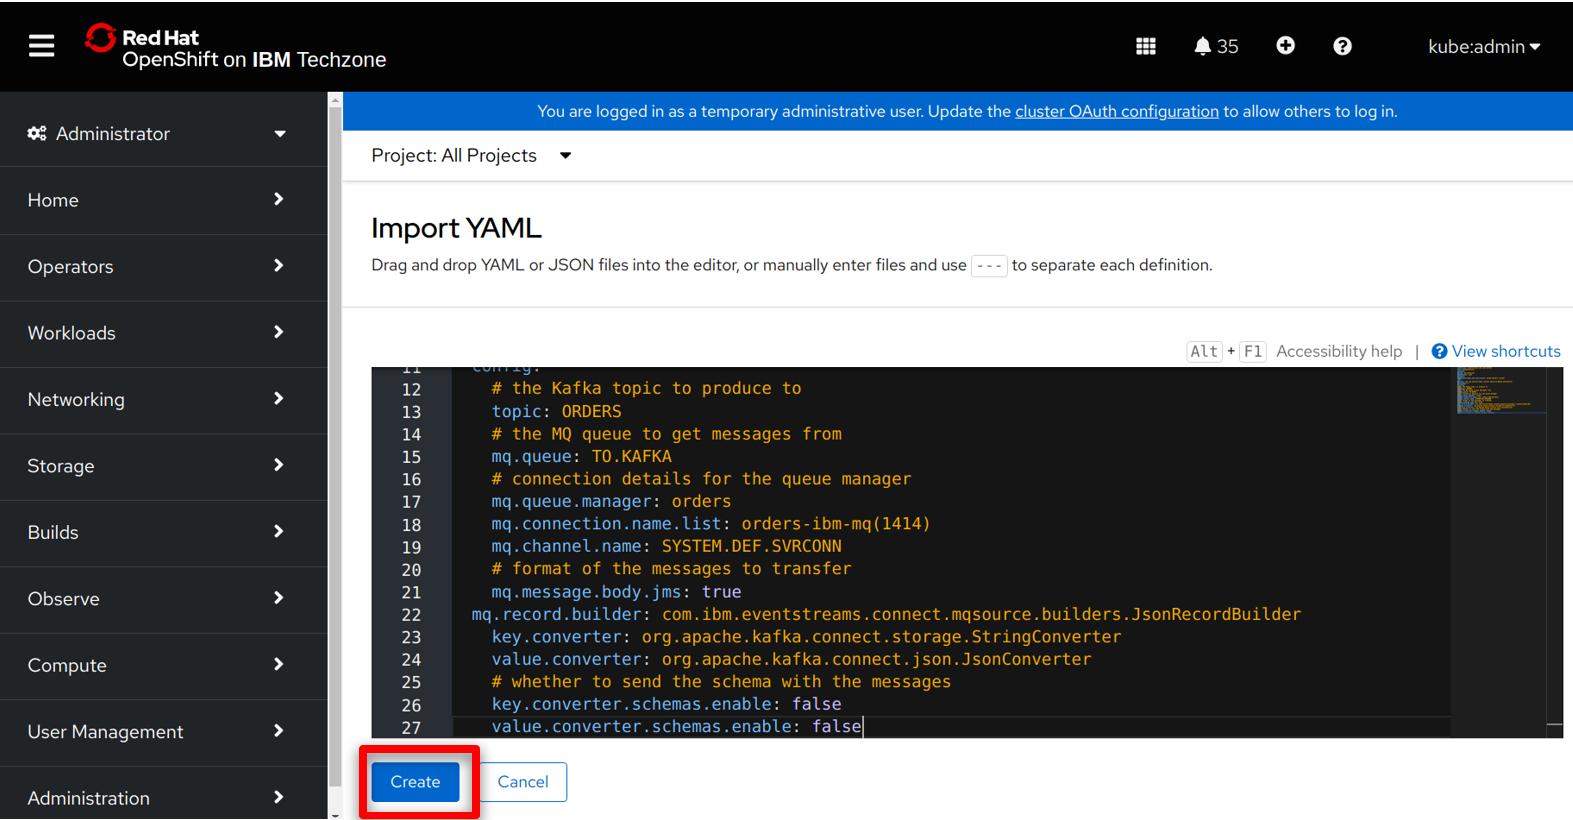 Red Hat
OpenShift on IBM Techzone
35
kube:admin
Administrator
Home
Operators
Workloads
Networking
Storage
Builds
Observe
Compute
User Management
Administration
You are logged in as a temporary administrative user. Update the cluster OAuth configuration to allow others to log in.
Project: All Projects
Import YAML
Drag and drop YAML or JSON files into the editor, or manually enter files and use --- to separate each definition.
Alt + F1 Accessibility help | View shortcuts
11 config:
12 # the Kafka topic to produce to
13 topic: ORDERS
14 # the MQ queue to get messages from
15 mq.queue: TO.KAFKA
16 # connection details for the queue manager
17 mq.queue.manager: orders
18 mq.connection.name.list: orders-ibm-mq(1414)
19 mq.channel.name: SYSTEM.DEF.SVRCONN
20 # format of the messages to transfer
21 mq.message.body.jms: true
22 mq.record.builder: com.ibm.eventstreams.connect.mqsource.builders.JsonRecordBuilder
23 key.converter: org.apache.kafka.connect.storage.StringConverter
24 value.converter: org.apache.kafka.connect.json.JsonConverter
25 # whether to send the schema with the messages
26 key.converter.schemas.enable: false
27 value.converter.schemas.enable: false
Create Cancel